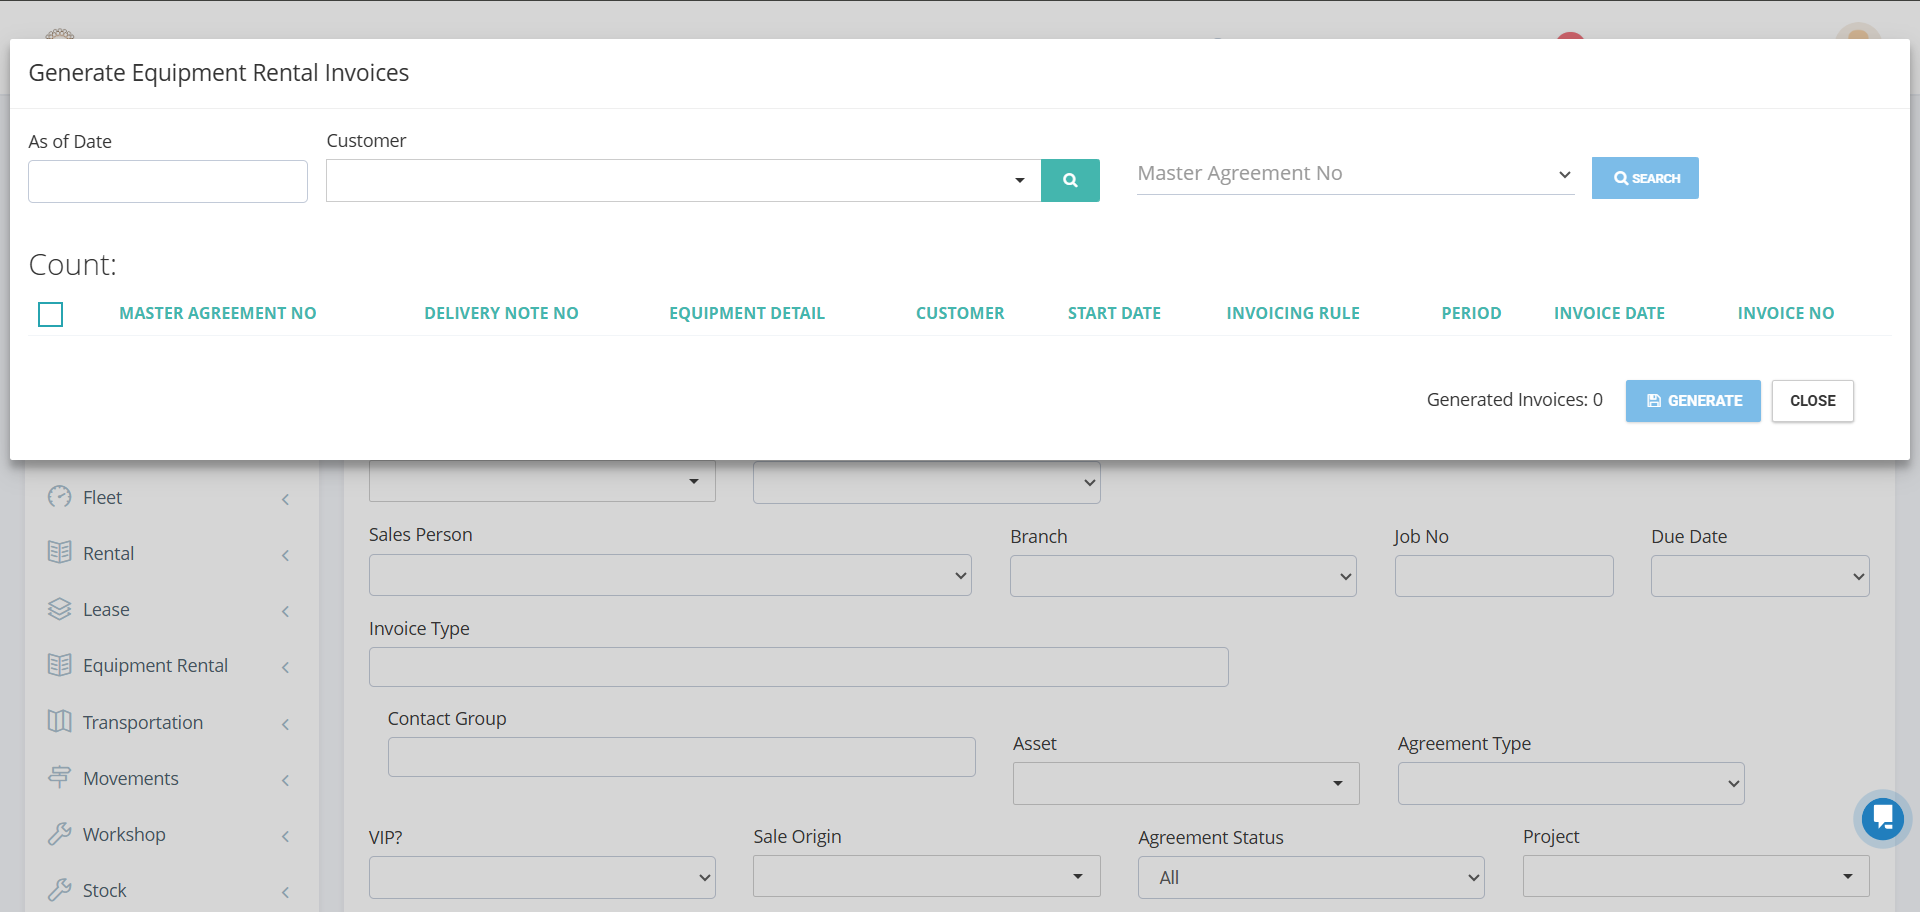 Generate Equipment Rental Invoices
As of Date
Customer
Master Agreement No
SEARCH
Count:
MASTER AGREEMENT NO DELIVERY NOTE NO EQUIPMENT DETAIL CUSTOMER START DATE INVOICING RULE PERIOD INVOICE DATE INVOICE NO
Generated Invoices: 0
GENERATE
CLOSE
Fleet
Rental
Lease
Equipment Rental
Transportation
Movements
Workshop
Stock
Sales Person
Branch
Job No
Due Date
Invoice Type
Contact Group
Asset
Agreement Type
VIP?
Sale Origin
Agreement Status
All
Project